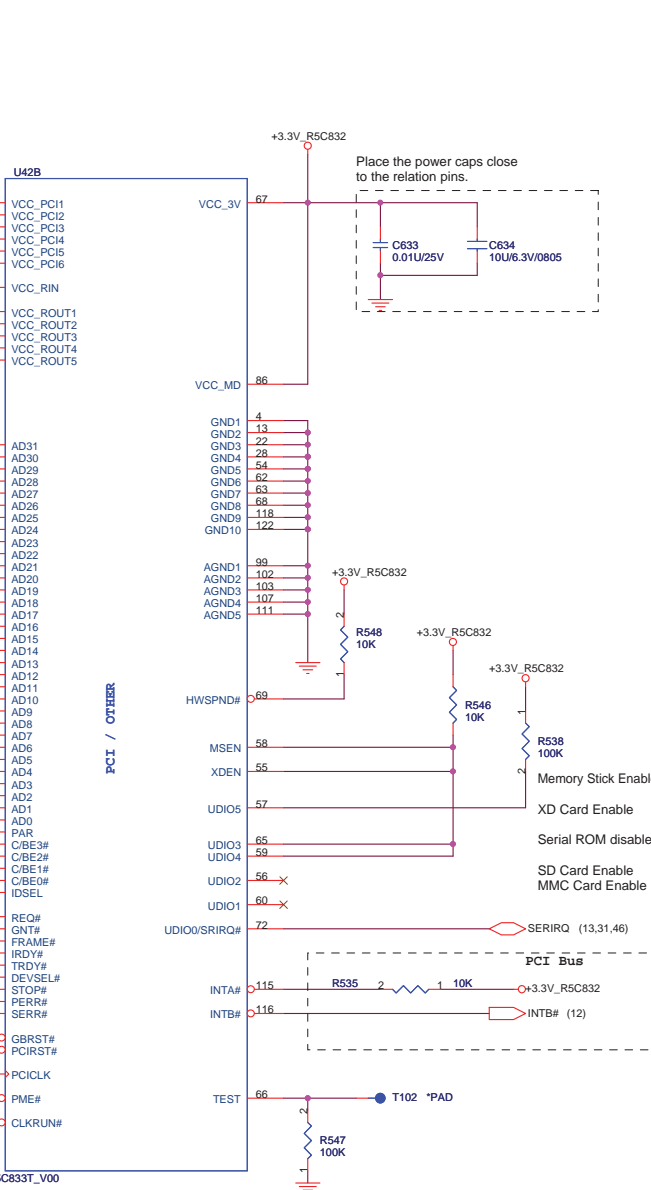 +3.3V_R5C832
U42B
Place the power caps close
to the relation pins.
VCC_PCI1
VCC_PCI2
VCC_PCI3
VCC_PCI4
VCC_PCI5
VCC_PCI6
VCC_RIN
VCC_ROUT1
VCC_ROUT2
VCC_ROUT3
VCC_ROUT4
VCC_ROUT5
AD31
AD30
AD29
AD28
AD27
AD26
AD25
AD24
AD23
AD22
AD21
AD20
AD19
AD18
AD17
AD16
AD15
AD14
AD13
AD12
AD11
AD10
AD9
AD8
AD7
AD6
AD5
AD4
AD3
AD2
AD1
AD0
PAR
C/BE3#
C/BE2#
C/BE1#
C/BE0#
IDSEL
REQ#
GNT#
FRAME#
IRDY#
TRDY#
DEVSEL#
STOP#
PERR#
SERR#
GBRST#
PCIRST#
PCICLK
PME#
CLKRUN#
PCI / OTHER
VCC_3V 67
C633
0.01U/25V
C634
10U/6.3V/0805
VCC_MD 86
GND1 4
GND2 13
GND3 22
GND4 28
GND5 54
GND6 62
GND7 63
GND8 68
GND9 118
GND10 122
AGND1 99
AGND2 102
AGND3 103
AGND4 107
AGND5 111
+3.3V_R5C832
2
R548
10K
1
+3.3V_R5C832
R546
10K
+3.3V_R5C832
1
R538
100K
2
HWSPND# 69
MSEN 58
XDEN 55
UDIO5 57
UDIO3 65
UDIO4 59
UDIO2 56
UDIO1 60
UDIO0/SRIRQ# 72
Memory Stick Enabl
XD Card Enable
Serial ROM disable
SD Card Enable
MMC Card Enable
SERIRQ (13,31,46)
PCI Bus
INTA# 115 R535 2 1 10K +3.3V_R5C832
INTB# 116 INTB# (12)
TEST 66 T102 *PAD
2
R547
100K
1
5C833T_V00